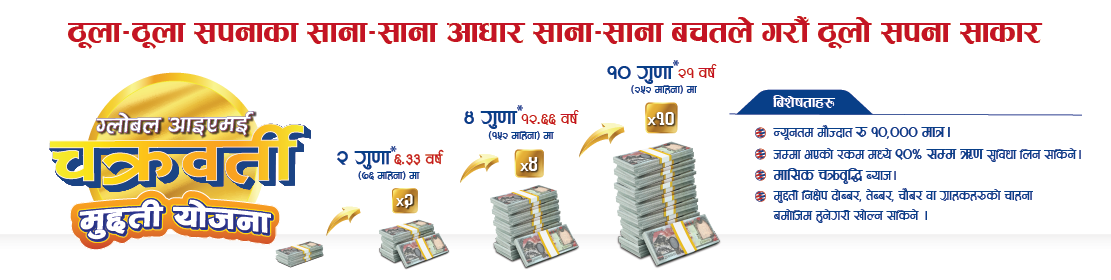 ठूला-ठूला सपनाका साना-साना आधार साना-साना बचतले गरौँ ठूलो सपना साकार
ग्लोबल आइएमई
चक्रवर्ती
मुद्दती योजना
२ गुणा*६.३३ वर्ष
(७६ महिना) मा
x२
४ गुणा*१२.६६ वर्ष
(१५२ महिना) मा
x४
१० गुणा*२१ वर्ष
(२५२ महिना) मा
x१०
बिशेषताहरु
न्यूनतम मौज्दात रु १०,००० मात्र।
जम्मा भएको रकम मध्ये ९०% सम्म ऋण सुविधा लिन सकिने।
मासिक चक्रवृद्धि ब्याज।
मुद्दती निक्षेप दोब्बर, तेब्बर, चौबर वा ग्राहकहरुको चाहना
बमोजिम हुनेगरी खोल्न सकिने ।